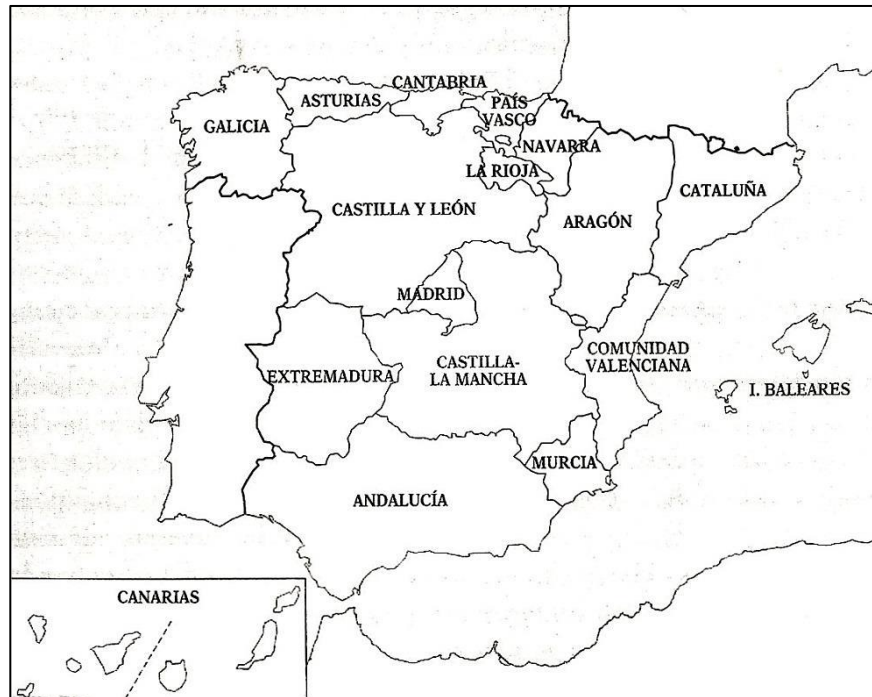 CANTABRIA
ASTURIAS
PAÍS
VASCO
GALICIA
NAVARRA
LA RIOJA
CATALUÑA
CASTILLA Y LEÓN
ARAGÓN
MADRID
COMUNIDAD
VALENCIANA
CASTILLA-
LA MANCHA
EXTREMADURA
I. BALEARES
MURCIA
ANDALUCÍA
CANARIAS